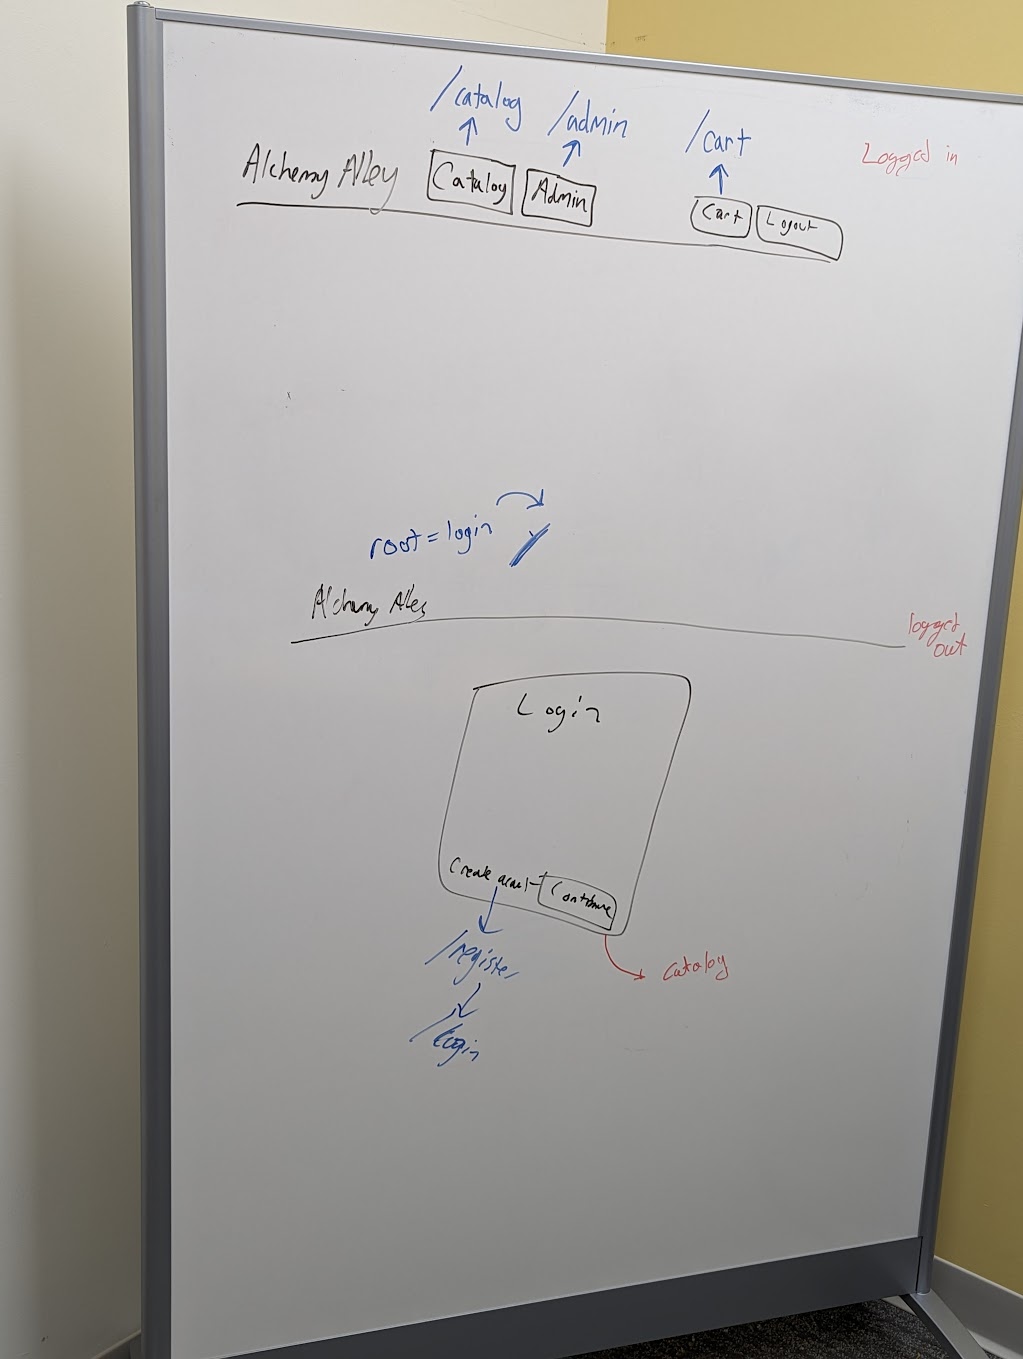 /catalog
/admin
/cart
Logged in
Alchemy Alley
Catalog
Admin
Cart
Logout
root = login
/
Alchemy Alley
logged
out
Login
Create acount
Continue
/register
catalog
/login